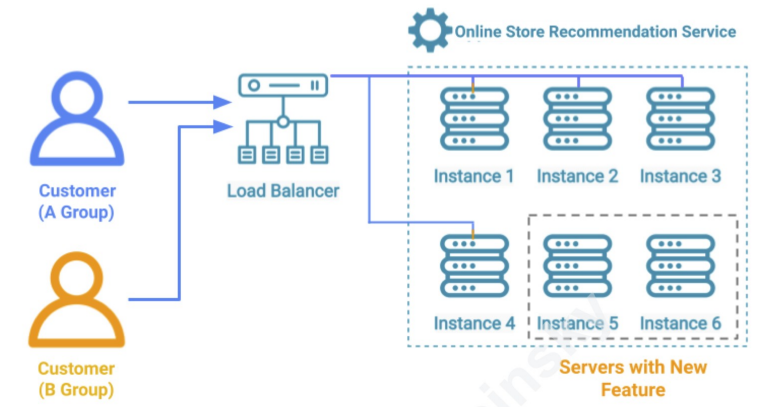 Online Store Recommendation Service
Customer
(A Group)
Load Balancer
Instance 1
Instance 2
Instance 3
Customer
(B Group)
Instance 4
Instance 5
Instance 6
Servers with New
Feature